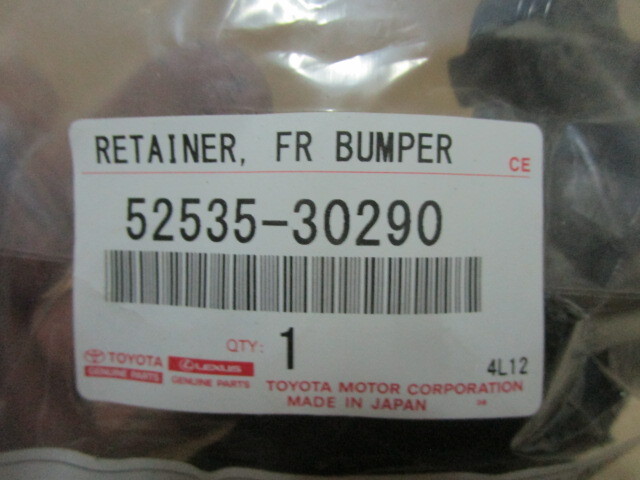 RETAINER, FR BUMPER
CE
52535-30290
QTY: 1
4L12
TOYOTA
GENUINE PARTS
LEXUS
GENUINE PARTS
TOYOTA MOTOR CORPORATION
MADE IN JAPAN